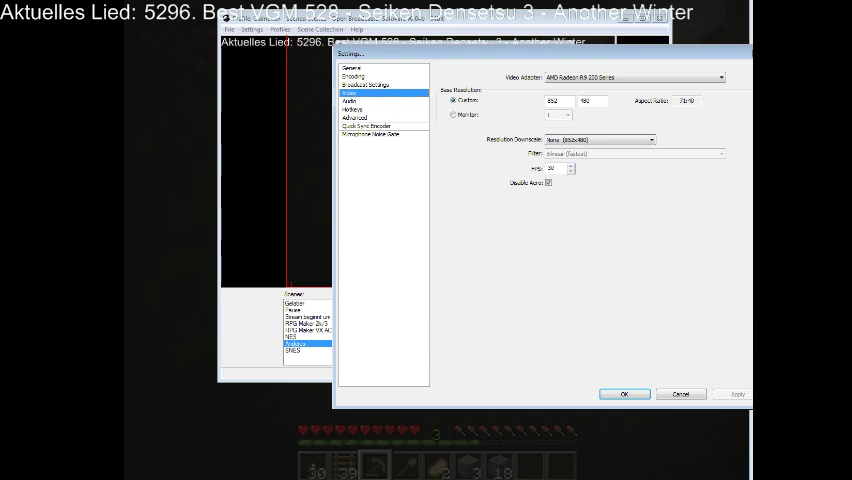 Aktuelles Lied: 5296. Best VGM 528 - Seiken Densetsu 3 - Another Winter
File Settings Profiles Scene Collection Help
Aktuelles Lied: 5296. Best VGM 528 - Seiken Densetsu 3 - Another Winter
Settings...
General
Encoding
Broadcast Settings
Video
Audio
Hotkeys
Advanced
Quick Sync Encoder
Microphone Noise Gate
Video Adapter: AMD Radeon R9 200 Series
Base Resolution:
Custom: 852 480 Aspect Ratio: 71:40
Monitor: 1
Resolution Downscale: None (852x480)
Filter: Bilinear (fastest)
FPS: 30
Disable Aero:
Scenes:
Gelaber
Pause
Stream beginnt um
RPG Maker 2k/3
RPG Maker VX AC
NES
Anderes
SNES
OK Cancel Apply
3
30 39 2 3 18